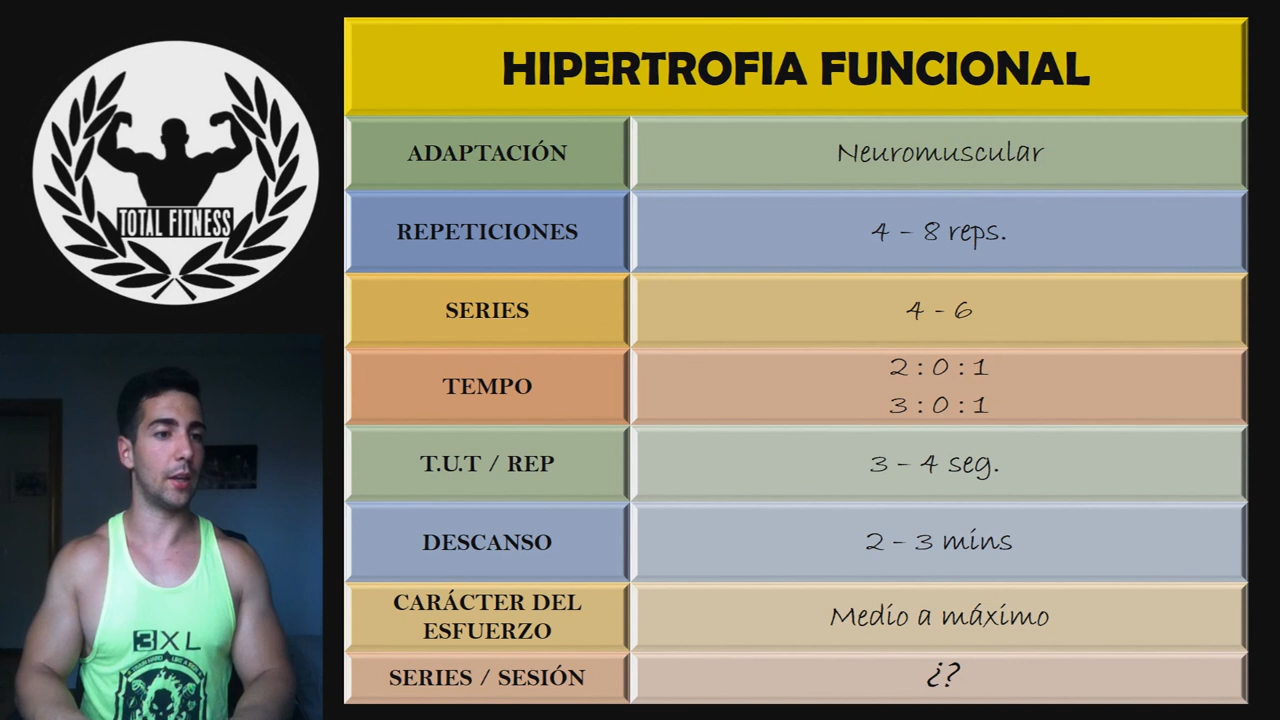 HIPERTROFIA FUNCIONAL
ADAPTACIÓN
Neuromuscular
REPETICIONES
4 - 8 reps.
SERIES
4 - 6
TEMPO
2 : 0 : 1
3 : 0 : 1
T.U.T / REP
3 - 4 seg.
DESCANSO
2 - 3 mins
CARÁCTER DEL
ESFUERZO
Medio a máximo
SERIES / SESIÓN
¿?
TOTAL FITNESS
3XL